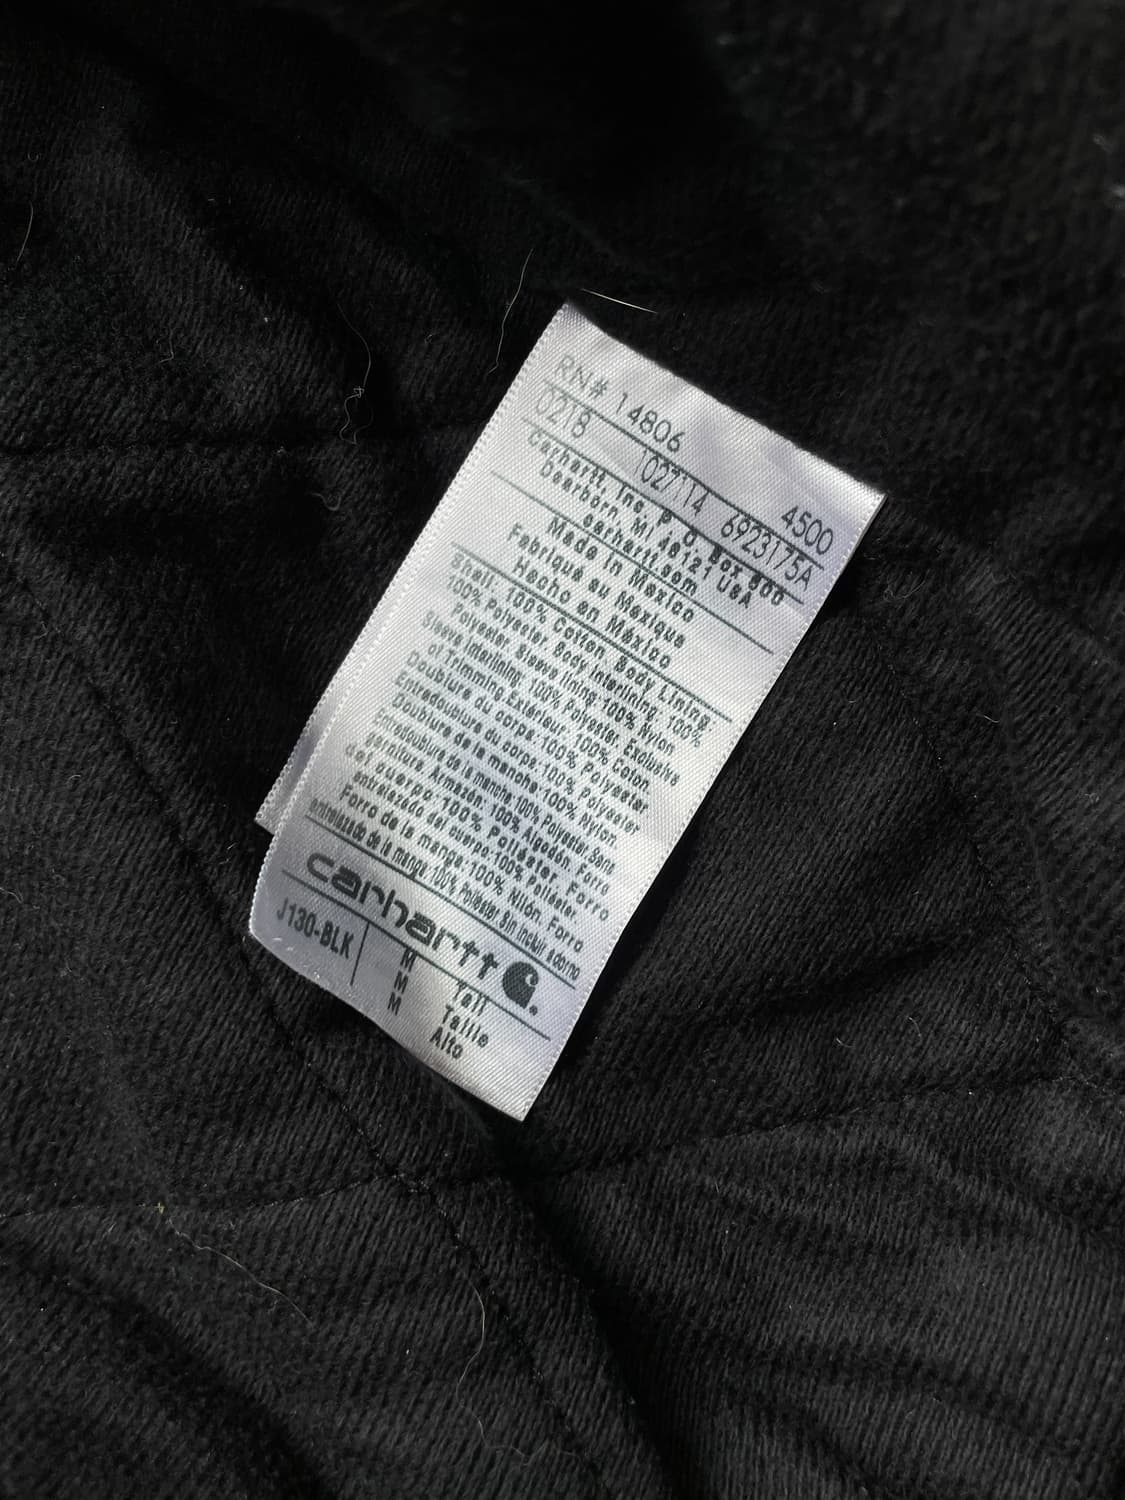 RN# 14806 4500
0218 1027114 6923175A
Carhartt, Inc. P.O. Box 600
Dearborn, MI 48121 USA
carhartt.com
Made in Mexico
Fabriqué au Mexique
Hecho en México
Shell: 100% Cotton, Body Lining,
100% Polyester, Body Interlining, 100%
Polyester, Sleeve lining, 100% Nylon
Sleeve Interlining, 100% Polyester Exclusive
of Trimming Extérieur: 100% Coton,
Doublure du corps, 100% Polyester
Entredoublure du corps, 100% Polyester
Doublure de la manche, 100% Nylon,
Entredoublure de la manche, 100% Polyester Sans
garniture Armazón: 100% Algodón, Forro
del cuerpo, 100% Poliéster, Forro
entrelazado del cuerpo, 100% Poliéster,
Forro de la manga, 100% Nilón, Forro
entrelazado de la manga, 100% Poliéster Sin incluir adorno
carhartt
J130-BLK M Tall
M Taille
M Alto